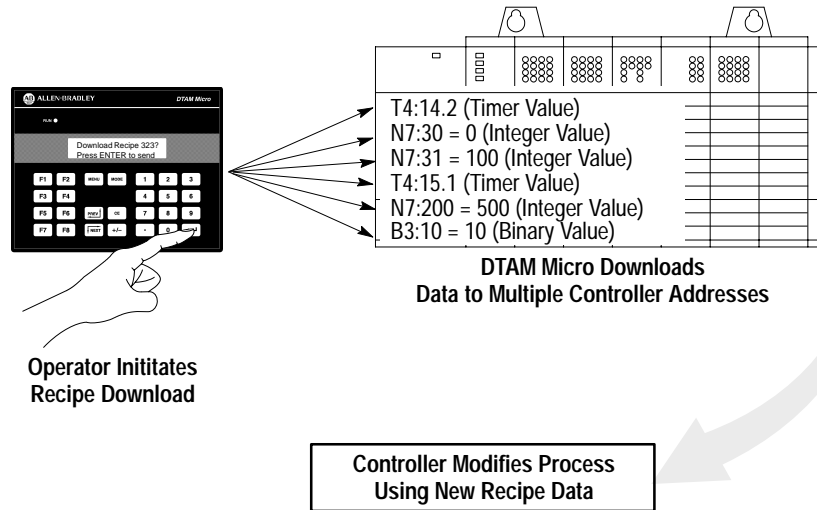 AB ALLEN-BRADLEY
DTAM Micro
RUN
Download Recipe 323?
Press ENTER to send
F1 F2 MENU MODE 1 2 3
F3 F4 4 5 6
F5 F6 PREV CE 7 8 9
F7 F8 NEXT +/– · 0
T4:14.2 (Timer Value)
N7:30 = 0 (Integer Value)
N7:31 = 100 (Integer Value)
T4:15.1 (Timer Value)
N7:200 = 500 (Integer Value)
B3:10 = 10 (Binary Value)
DTAM Micro Downloads
Data to Multiple Controller Addresses
Operator Inititates
Recipe Download
Controller Modifies Process
Using New Recipe Data